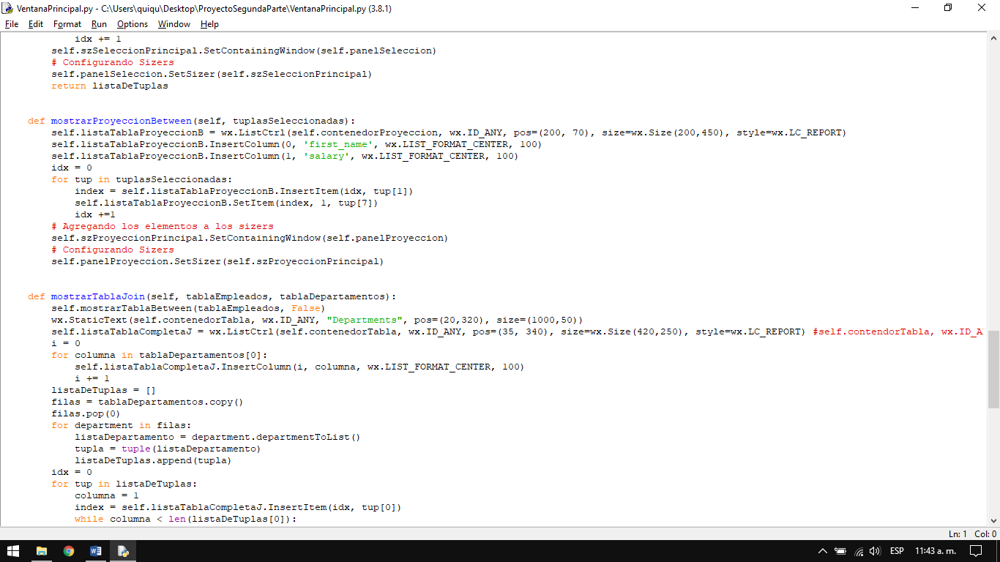 VentanaPrincipal.py - C:\Users\quiqu\Desktop\ProyectoSegundaParte\VentanaPrincipal.py (3.8.1)
File Edit Format Run Options Window Help
            idx += 1
        self.szSeleccionPrincipal.SetContainingWindow(self.panelSeleccion)
        # Configurando Sizers
        self.panelSeleccion.SetSizer(self.szSeleccionPrincipal)
        return listaDeTuplas

    def mostrarProyeccionBetween(self, tuplasSeleccionadas):
        self.listaTablaProyeccionB = wx.ListCtrl(self.contenedorProyeccion, wx.ID_ANY, pos=(200, 70), size=wx.Size(200,450), style=wx.LC_REPORT)
        self.listaTablaProyeccionB.InsertColumn(0, 'first_name', wx.LIST_FORMAT_CENTER, 100)
        self.listaTablaProyeccionB.InsertColumn(1, 'salary', wx.LIST_FORMAT_CENTER, 100)
        idx = 0
        for tup in tuplasSeleccionadas:
            index = self.listaTablaProyeccionB.InsertItem(idx, tup[1])
            self.listaTablaProyeccionB.SetItem(index, 1, tup[7])
            idx +=1
        # Agregando los elementos a los sizers
        self.szProyeccionPrincipal.SetContainingWindow(self.panelProyeccion)
        # Configurando Sizers
        self.panelProyeccion.SetSizer(self.szProyeccionPrincipal)

    def mostrarTablaJoin(self, tablaEmpleados, tablaDepartamentos):
        self.mostrarTablaBetween(tablaEmpleados, False)
        wx.StaticText(self.contenedorTabla, wx.ID_ANY, "Departments", pos=(20,320), size=(1000,50))
        self.listaTablaCompletaJ = wx.ListCtrl(self.contenedorTabla, wx.ID_ANY, pos=(35, 340), size=wx.Size(420,250), style=wx.LC_REPORT) #self.contendorTabla, wx.ID_A
        i = 0
        for columna in tablaDepartamentos[0]:
            self.listaTablaCompletaJ.InsertColumn(i, columna, wx.LIST_FORMAT_CENTER, 100)
            i += 1
        listaDeTuplas = []
        filas = tablaDepartamentos.copy()
        filas.pop(0)
        for department in filas:
            listaDepartamento = department.departmentToList()
            tupla = tuple(listaDepartamento)
            listaDeTuplas.append(tupla)
        idx = 0
        for tup in listaDeTuplas:
            columna = 1
            index = self.listaTablaCompletaJ.InsertItem(idx, tup[0])
            while columna < len(listaDeTuplas[0]):
Ln: 1 Col: 0
ESP 11:43 a. m.